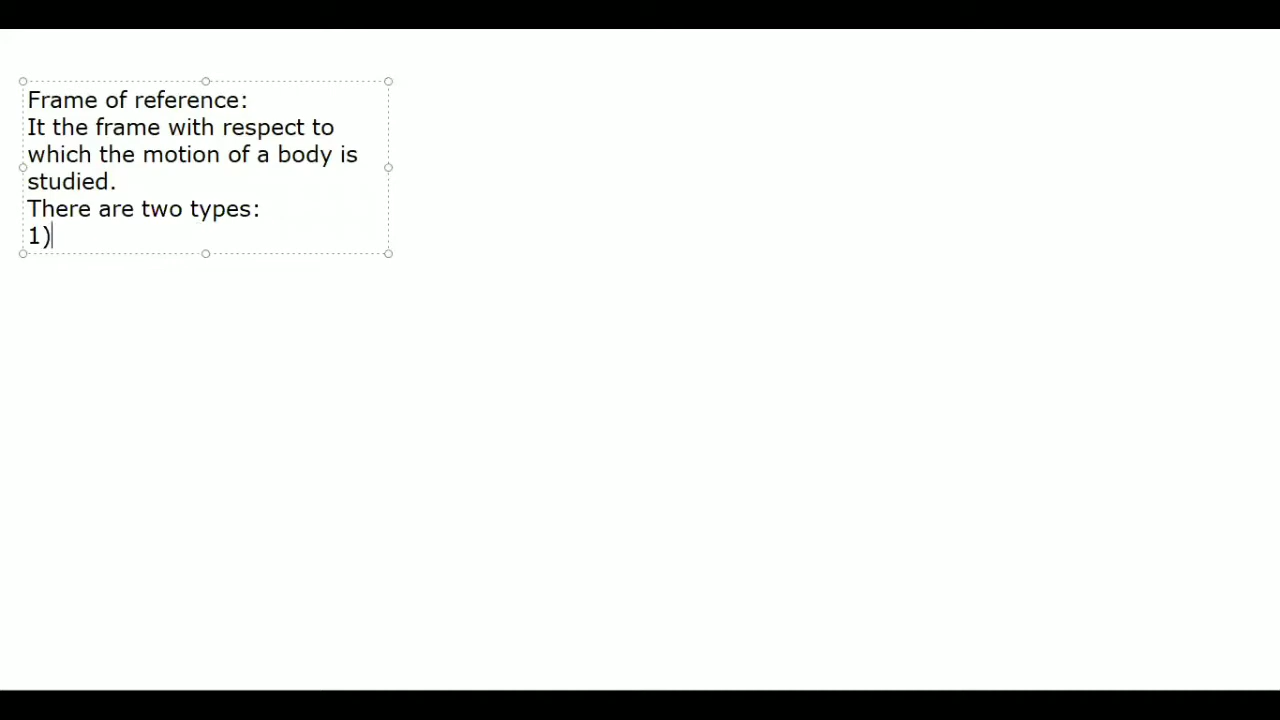 Frame of reference:
It the frame with respect to
which the motion of a body is
studied.
There are two types:
1)